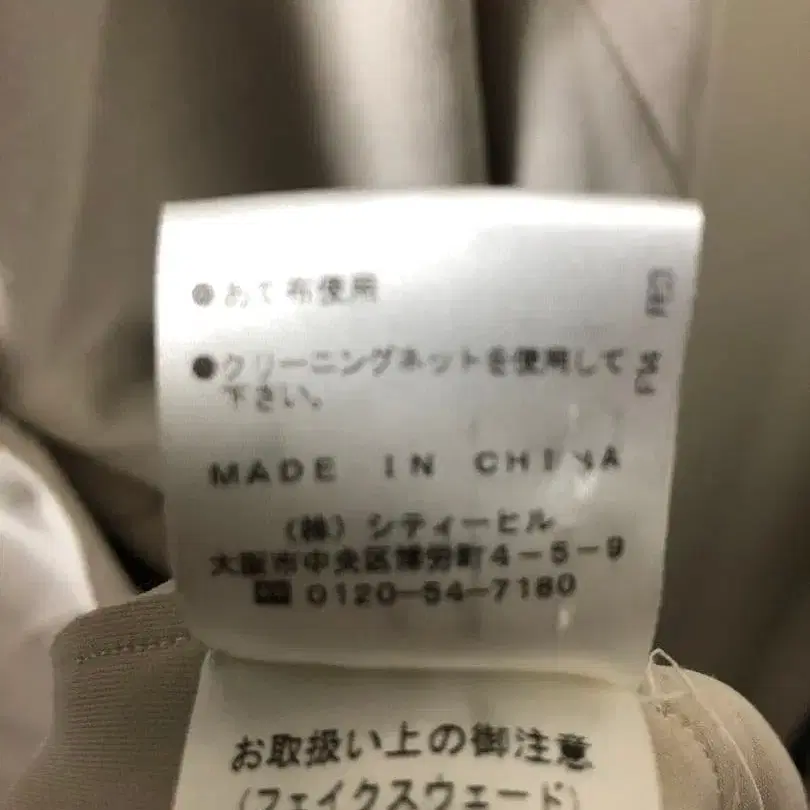 ●あて布使用
●クリーニングネットを使用して
下さい。
MADE IN CHINA
(株)シティーヒル
大阪市中央区博労町4-5-9
0120-54-7180
お取扱い上の御注意
(フェイクスウェード)